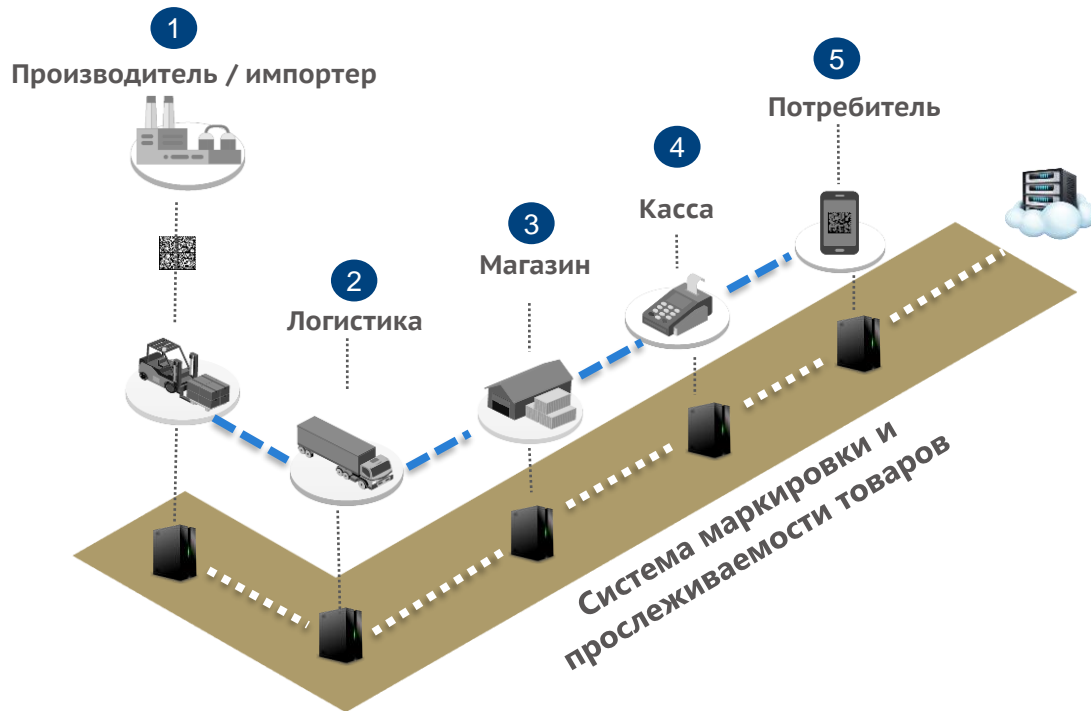 1
Производитель / импортер
2
Логистика
3
Магазин
4
Касса
5
Потребитель
Система маркировки и
прослеживаемости товаров